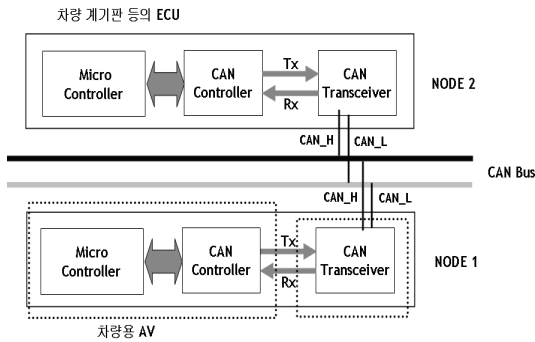 차량 계기판 등의 ECU
Micro
Controller
CAN
Controller
Tx
Rx
CAN
Transceiver
NODE 2
CAN_H
CAN_L
CAN Bus
CAN_H
CAN_L
Micro
Controller
CAN
Controller
Tx
Rx
CAN
Transceiver
NODE 1
차량용 AV